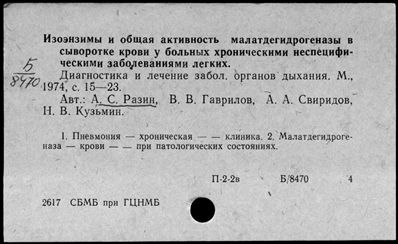 Изоэнзимы и общая активность малатдегидрогеназы в
сыворотке крови у больных хроническими неспецифи-
ческими заболеваниями легких.
Б
8470
Диагностика и лечение забол. органов дыхания. М.,
1974, с. 15—23.
Авт.: А. С. Разин, В. В. Гаврилов, А. А. Свиридов,
Н. В. Кузьмин.
1. Пневмония — хроническая — — клиника. 2. Малатдегидроге-
наза — крови — — при патологических состояниях.
П-2-2в Б/8470 4
2617 СБМБ при ГЦНМБ